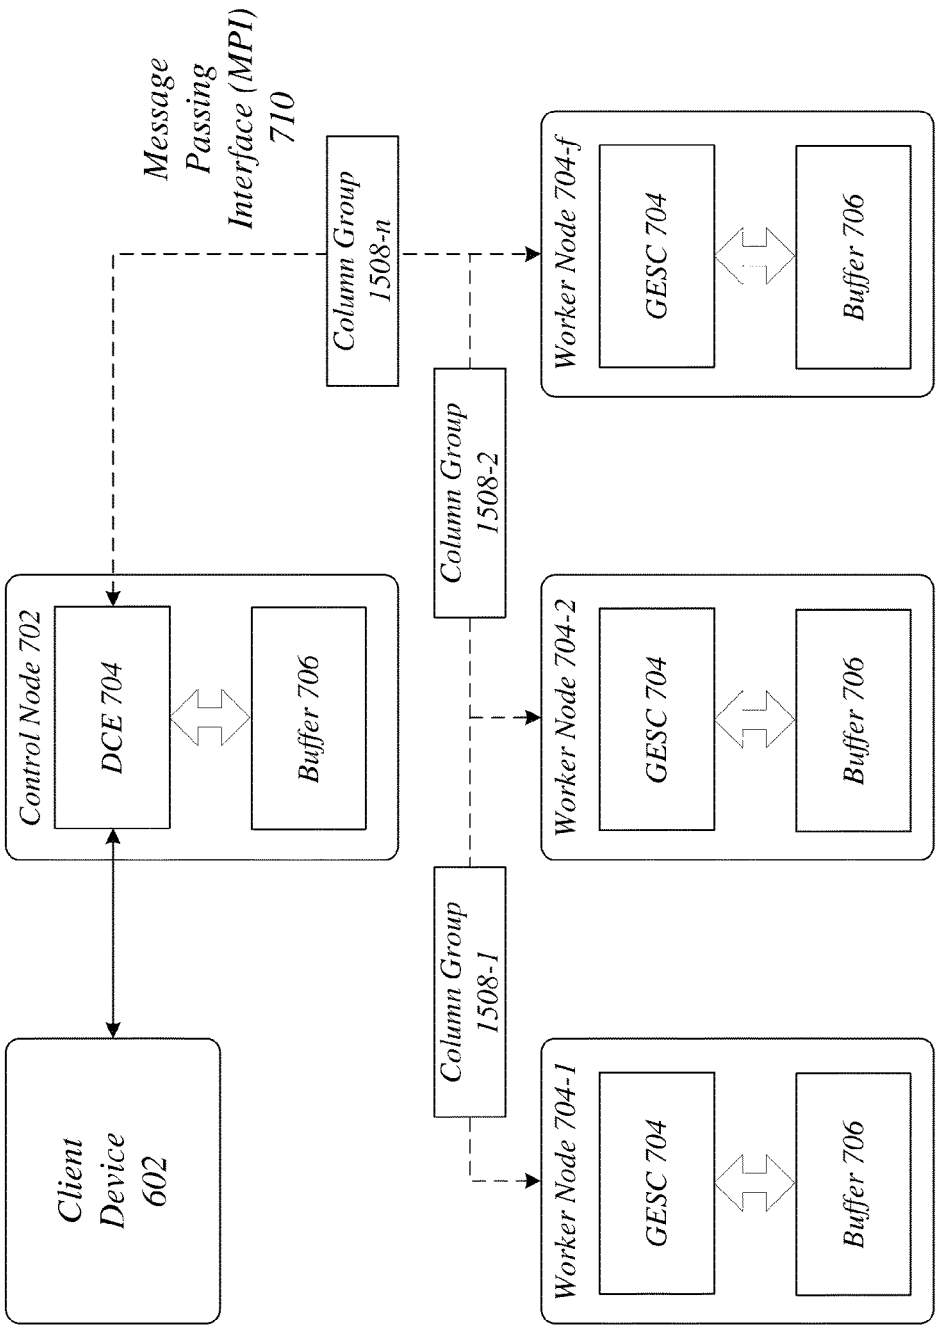 Client
Device
602
Control Node 702
DCE 704
Buffer 706
Message
Passing
Interface (MPI)
710
Column Group
1508-n
Column Group
1508-1
Column Group
1508-2
Worker Node 704-1
GESC 704
Buffer 706
Worker Node 704-2
GESC 704
Buffer 706
Worker Node 704-f
GESC 704
Buffer 706